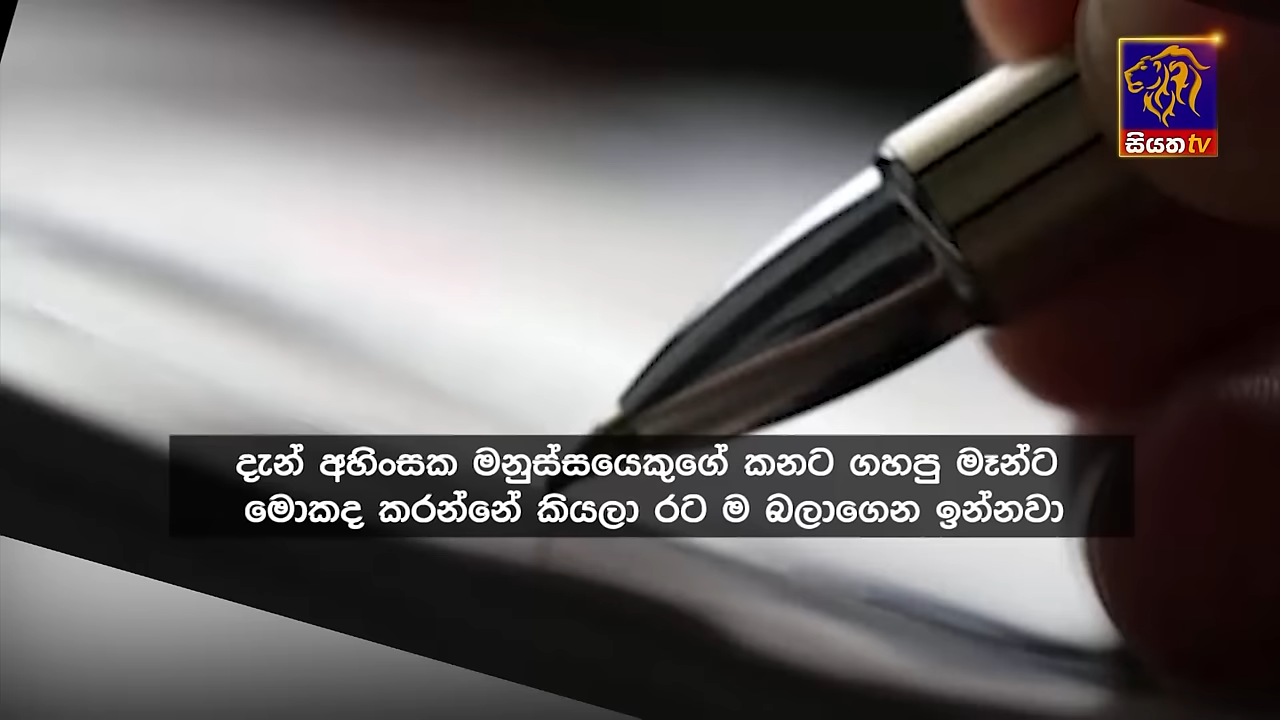 සියත tv
දැන් අහිංසක මනුස්සයෙකුගේ කනට ගහපු මෑන්ට
මොකද කරන්නේ කියලා රට ම බලාගෙන ඉන්නවා